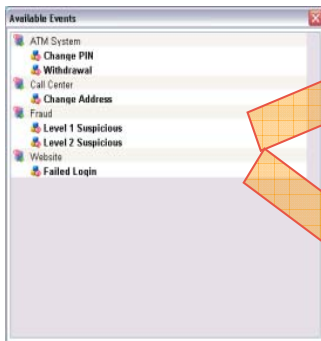 Available Events
ATM System
Change PIN
Withdrawal
Call Center
Change Address
Fraud
Level 1 Suspicious
Level 2 Suspicious
Website
Failed Login